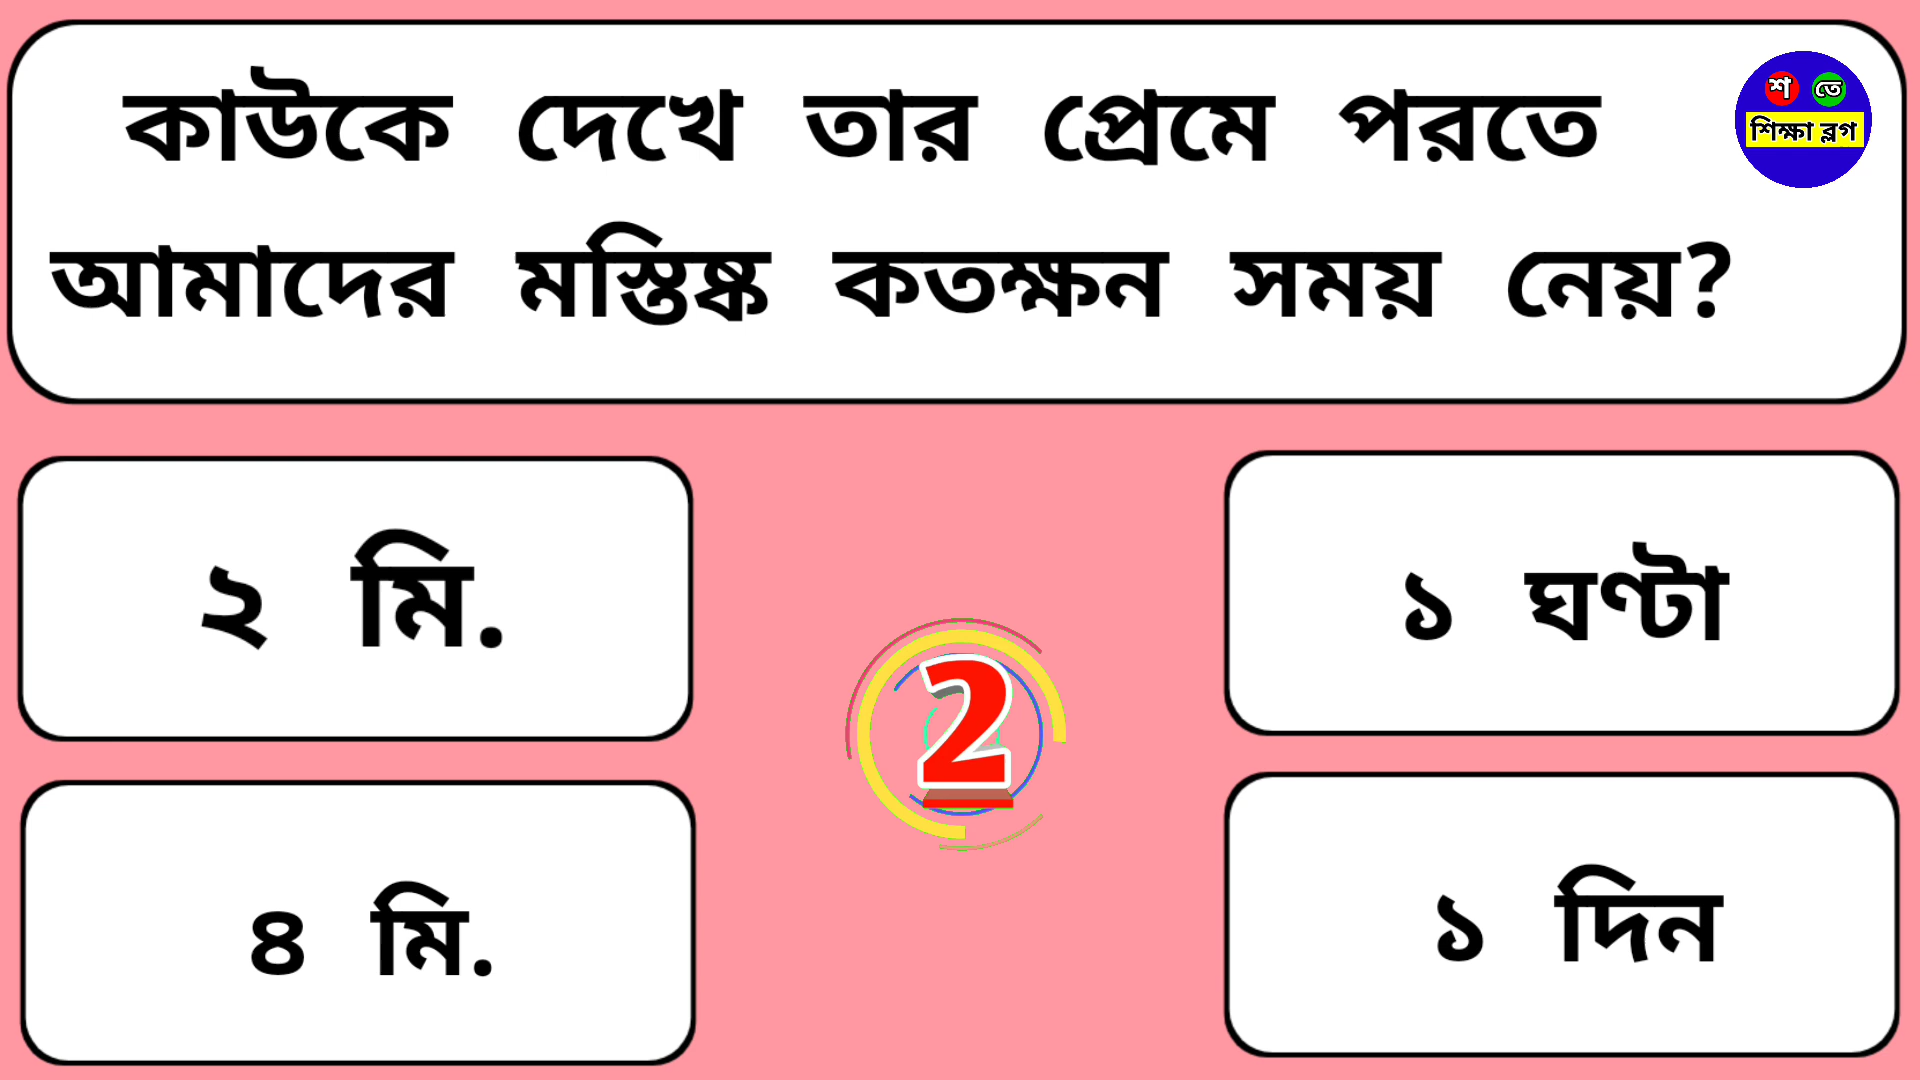 কাউকে দেখে তার প্রেমে পরতে
আমাদের মস্তিষ্ক কতক্ষন সময় নেয়?
শ তে
শিক্ষা ব্লগ
২ মি.
১ ঘণ্টা
2
৪ মি.
১ দিন